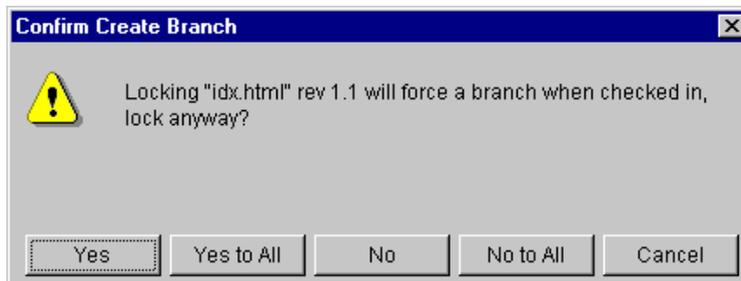 Confirm Create Branch
Locking "idx.html" rev 1.1 will force a branch when checked in,
lock anyway?
Yes
Yes to All
No
No to All
Cancel